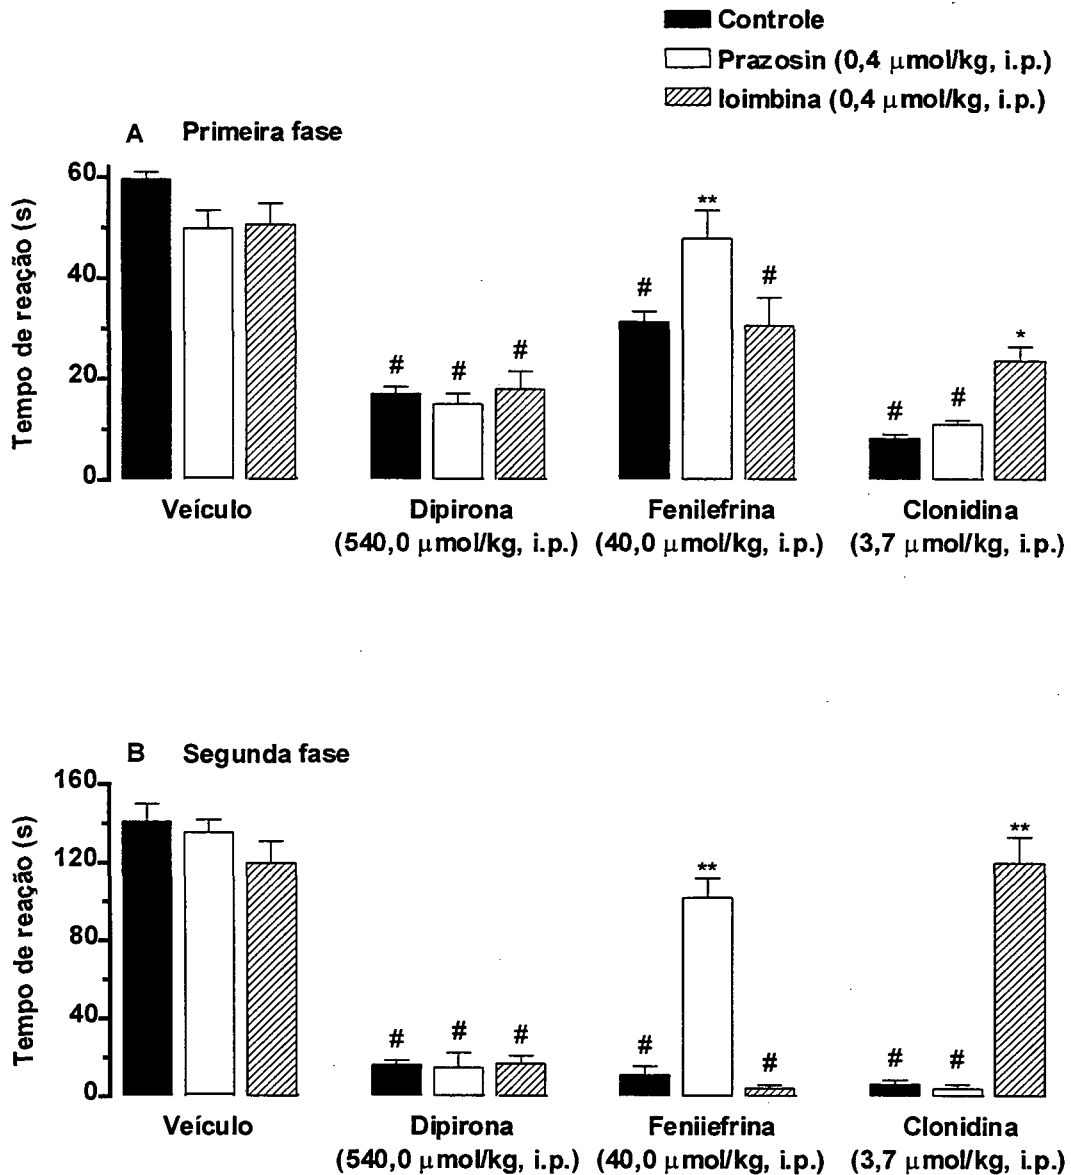 Controle
Prazosin (0,4 μmol/kg, i.p.)
Ioimbina (0,4 μmol/kg, i.p.)
A Primeira fase
Tempo de reação (s)
60
40
20
0
#
#
#
#
**
#
#
#
*
Veículo
Dipirona
(540,0 μmol/kg, i.p.)
Fenilefrina
(40,0 μmol/kg, i.p.)
Clonidina
(3,7 μmol/kg, i.p.)
B Segunda fase
Tempo de reação (s)
160
120
80
40
0
#
#
#
#
**
#
#
#
**
Veículo
Dipirona
(540,0 μmol/kg, i.p.)
Feniiefrina
(40,0 μmol/kg, i.p.)
Clonidina
(3,7 μmol/kg, i.p.)